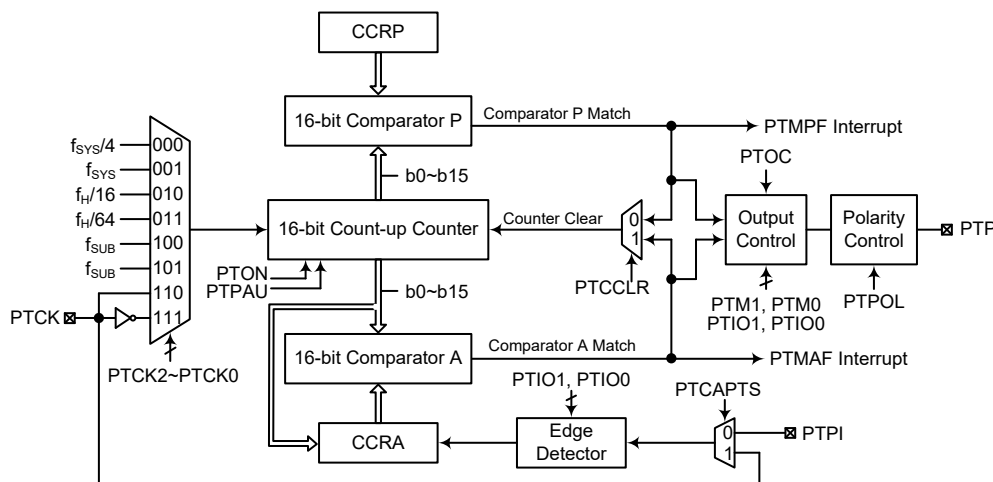 CCRP
16-bit Comparator P
Comparator P Match
PTMPF Interrupt
b0~b15
PTOC
fSYS/4
000
fSYS
001
fH/16
010
fH/64
011
fSUB
100
fSUB
101
110
111
PTCK
PTCK2~PTCK0
16-bit Count-up Counter
Counter Clear
0
1
PTCCLR
Output
Control
Polarity
Control
PTP
PTON
PTPAU
b0~b15
PTM1, PTM0
PTIO1, PTIO0
PTPOL
16-bit Comparator A
Comparator A Match
PTMAF Interrupt
PTIO1, PTIO0
PTCAPTS
CCRA
Edge
Detector
0
1
PTPI